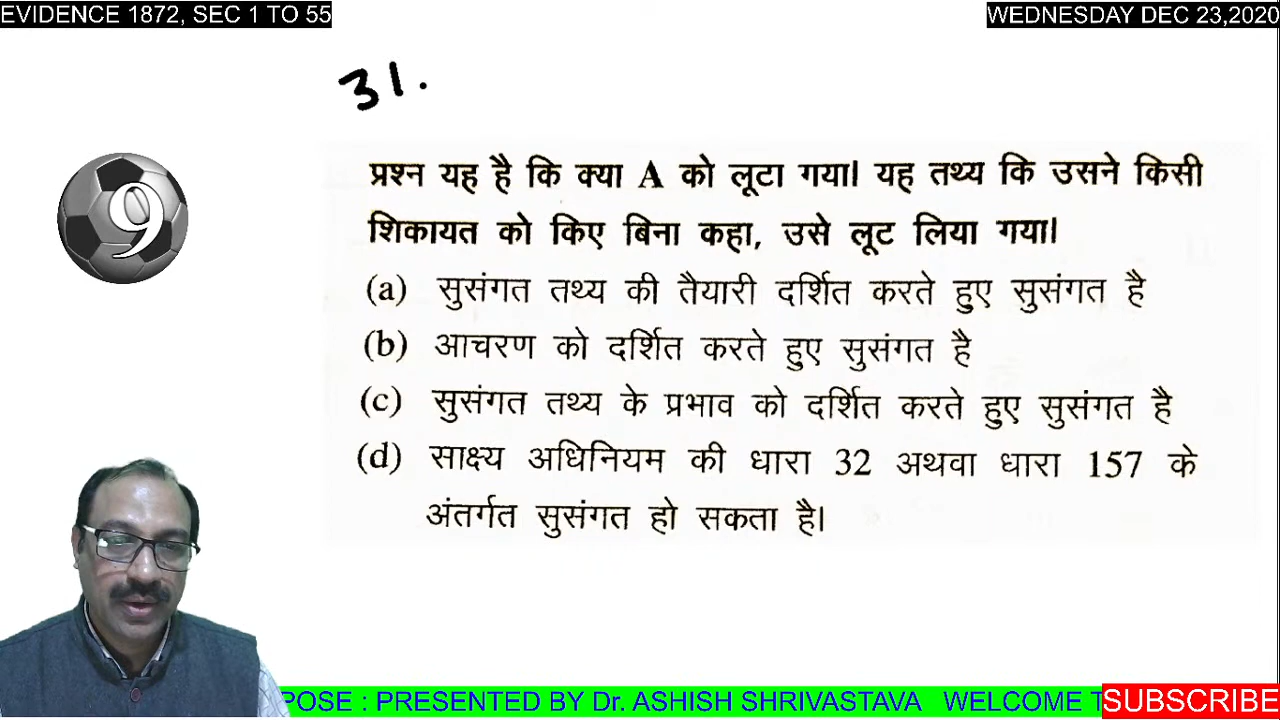 EVIDENCE 1872, SEC 1 TO 55
WEDNESDAY DEC 23,2020
31.
9
प्रश्न यह है कि क्या A को लूटा गया। यह तथ्य कि उसने किसी
शिकायत को किए बिना कहा, उसे लूट लिया गया।
(a) सुसंगत तथ्य की तैयारी दर्शित करते हुए सुसंगत है
(b) आचरण को दर्शित करते हुए सुसंगत है
(c) सुसंगत तथ्य के प्रभाव को दर्शित करते हुए सुसंगत है
(d) साक्ष्य अधिनियम की धारा 32 अथवा धारा 157 के
अंतर्गत सुसंगत हो सकता है।
POSE : PRESENTED BY Dr. ASHISH SHRIVASTAVA WELCOME T
SUBSCRIBE